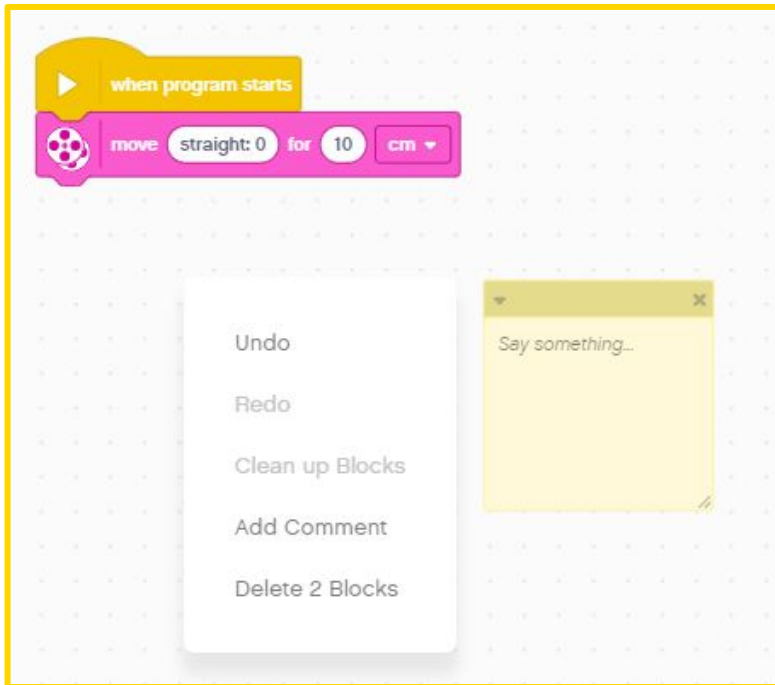 when program starts
move straight: 0 for 10 cm
Undo
Say something...
Redo
Clean up Blocks
Add Comment
Delete 2 Blocks